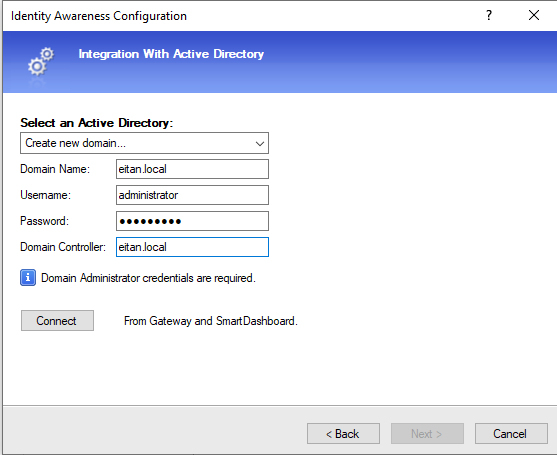 Identity Awareness Configuration
?
Integration With Active Directory
Select an Active Directory:
Create new domain...
Domain Name: eitan.local
Username: administrator
Password: ●●●●●●●●●
Domain Controller: eitan.local
i Domain Administrator credentials are required.
Connect From Gateway and SmartDashboard.
< Back Next > Cancel